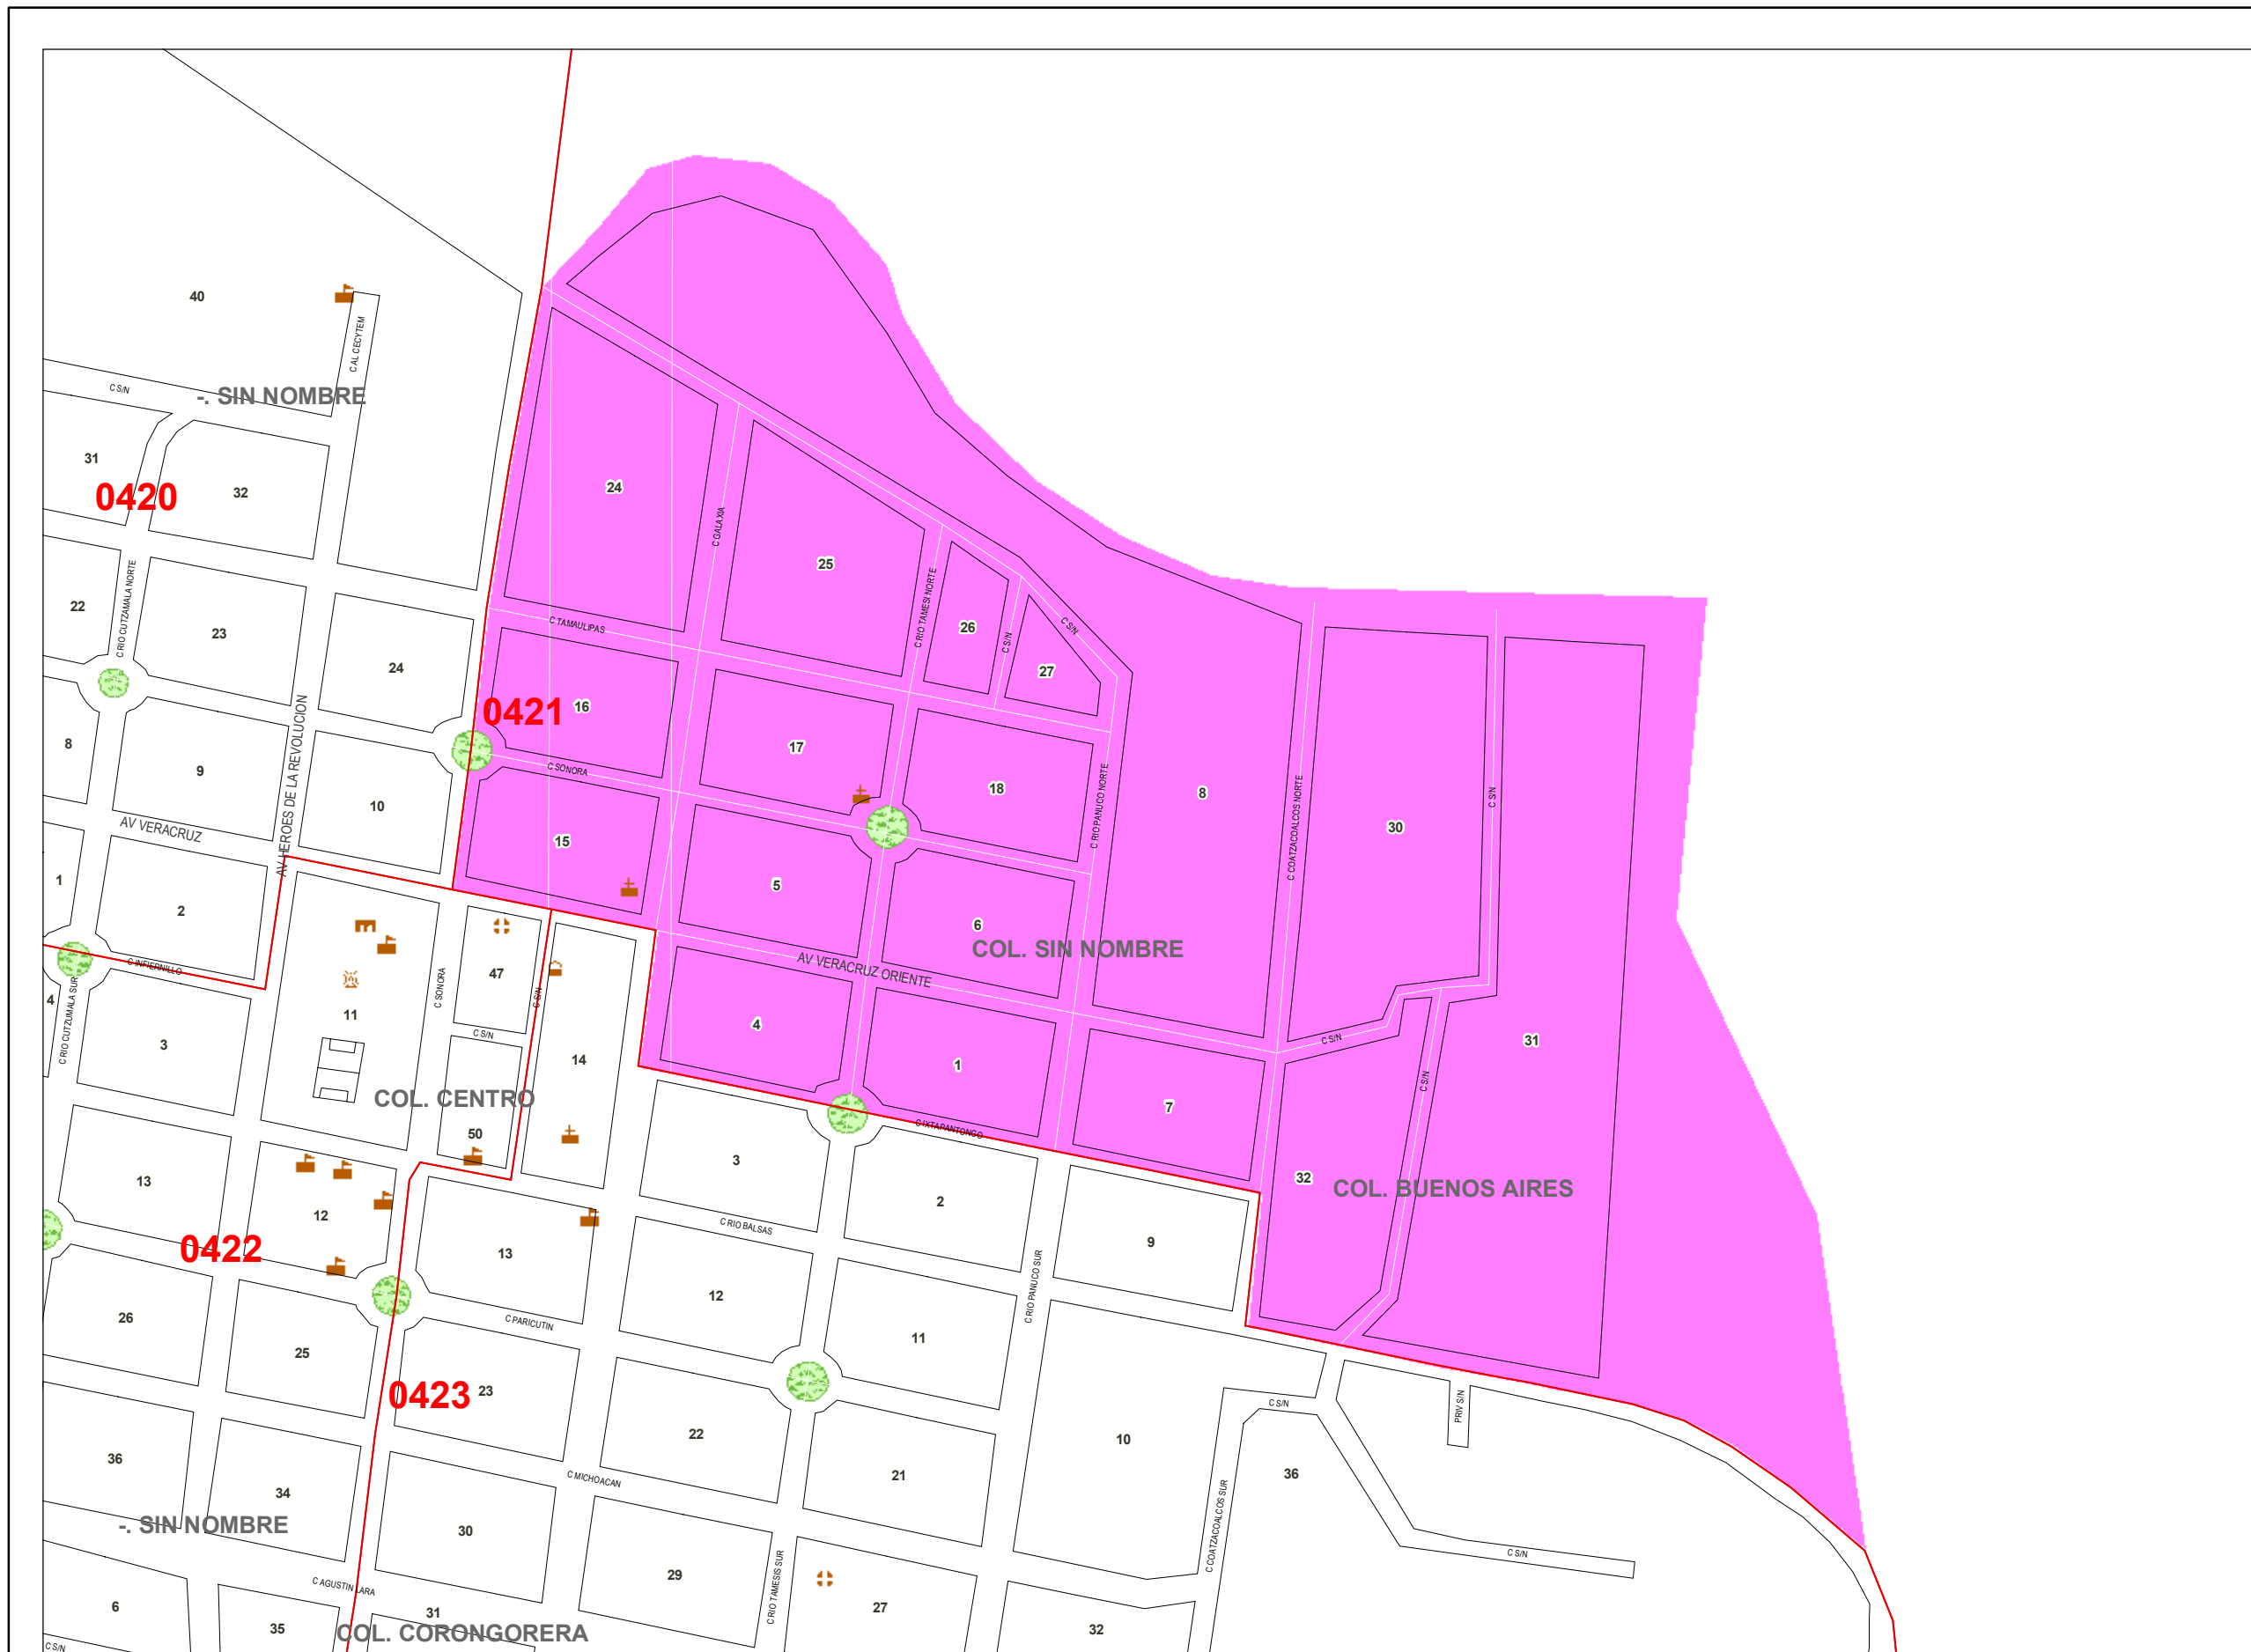 40
C AL CECYTEM
C S/N
-. SIN NOMBRE
31
0420
32
24
C GALAXIA
25
C RIO TAMESI NORTE
26
C S/N
27
C S/N
22
C RIO CUTZAMALA NORTE
23
24
C TAMAULIPAS
16
0421
17
18
C RIO PANUCO NORTE
8
C COATZACOALCOS NORTE
30
C S/N
8
9
AV HEROES DE LA REVOLUCION
10
C SONORA
15
AV VERACRUZ
1
2
5
6
COL. SIN NOMBRE
C INFIERNILLO
AV VERACRUZ ORIENTE
4
C RIO CUTZUMALA SUR
3
11
C SONORA
47
C S/N
C S/N
14
4
1
7
C S/N
31
C S/N
COL. CENTRO
50
C IXTAPANTONGO
3
2
32
COL. BUENOS AIRES
13
12
0422
13
C RIO BALSAS
9
C RIO PANUCO SUR
26
25
C PARICUTIN
12
11
0423
23
C S/N
PRIV S/N
36
34
C MICHOACAN
22
21
10
36
-. SIN NOMBRE
30
29
C RIO TAMESIS SUR
C COATZACOALCOS SUR
C S/N
C AGUSTIN LARA
6
35
31
27
32
COL. CORONGORERA
C S/N